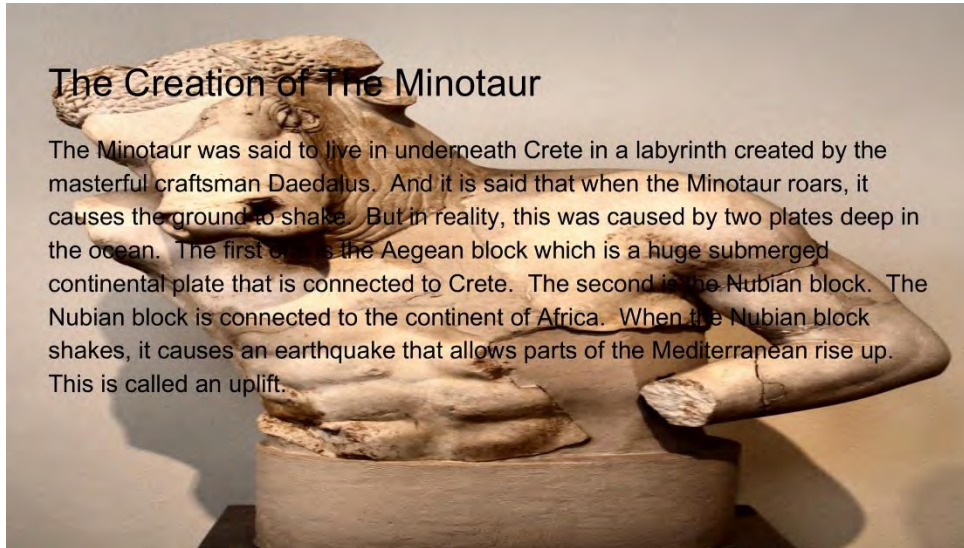 The Creation of The Minotaur
The Minotaur was said to live in underneath Crete in a labyrinth created by the
masterful craftsman Daedalus.  And it is said that when the Minotaur roars, it
causes the ground to shake.  But in reality, this was caused by two plates deep in
the ocean.  The first one is the Aegean block which is a huge submerged
continental plate that is connected to Crete.  The second is the Nubian block.  The
Nubian block is connected to the continent of Africa.  When the Nubian block
shakes, it causes an earthquake that allows parts of the Mediterranean rise up.
This is called an uplift.